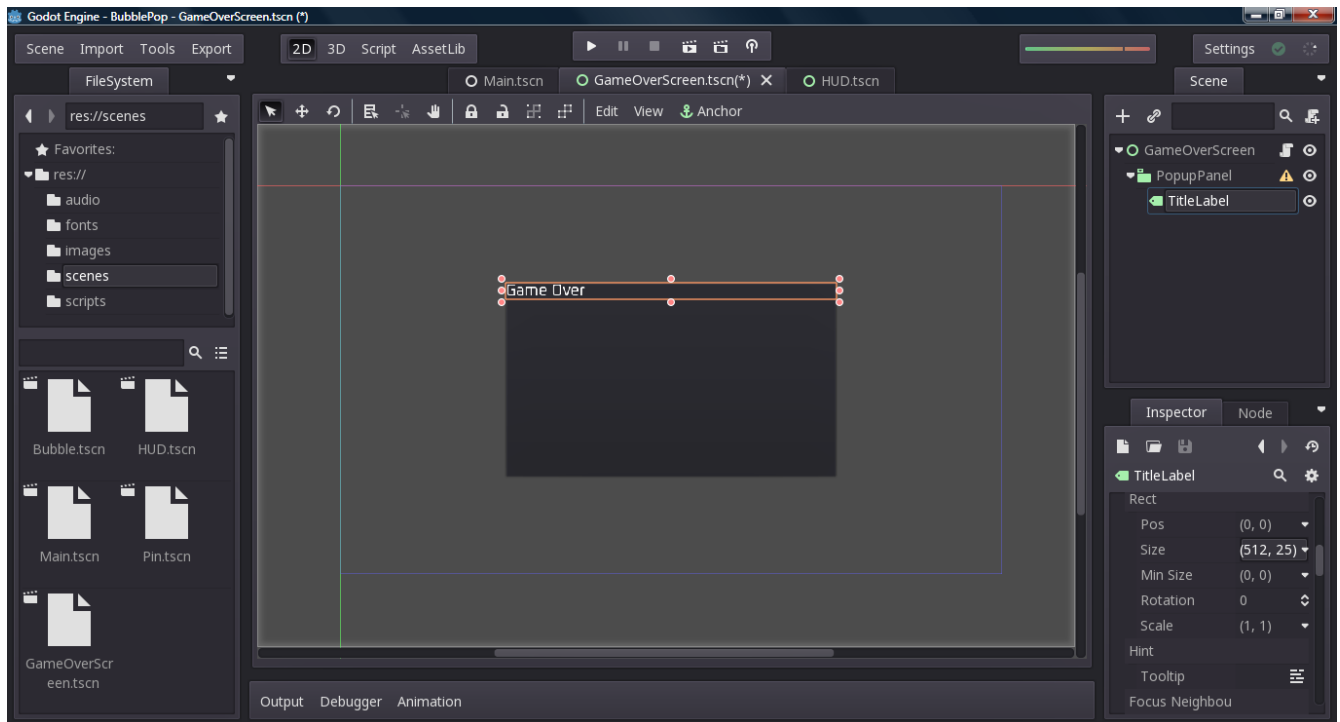 Godot Engine - BubblePop - GameOverScreen.tscn (*)
Scene Import Tools Export 2D 3D Script AssetLib Settings
FileSystem Main.tscn GameOverScreen.tscn(*) HUD.tscn Scene
res://scenes Edit View Anchor
Favorites:
res://
audio
fonts
images
scenes
scripts
Bubble.tscn HUD.tscn
Main.tscn Pin.tscn
GameOverScr
een.tscn
Game Over
Output Debugger Animation
GameOverScreen
PopupPanel
TitleLabel
Inspector Node
TitleLabel
Rect
Pos (0, 0)
Size (512, 25)
Min Size (0, 0)
Rotation 0
Scale (1, 1)
Hint
Tooltip
Focus Neighbou